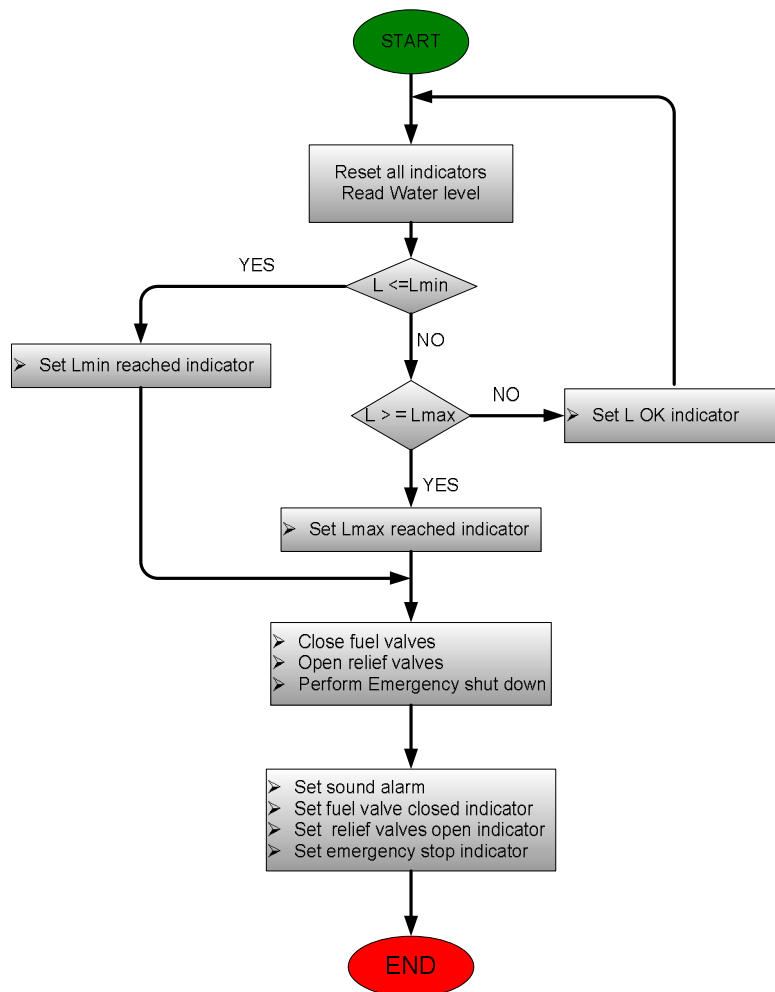 START
Reset all indicators
Read Water level
L <=Lmin
YES
NO
➢ Set Lmin reached indicator
L > = Lmax
NO
➢ Set L OK indicator
YES
➢ Set Lmax reached indicator
➢ Close fuel valves
➢ Open relief valves
➢ Perform Emergency shut down
➢ Set sound alarm
➢ Set fuel valve closed indicator
➢ Set relief valves open indicator
➢ Set emergency stop indicator
END